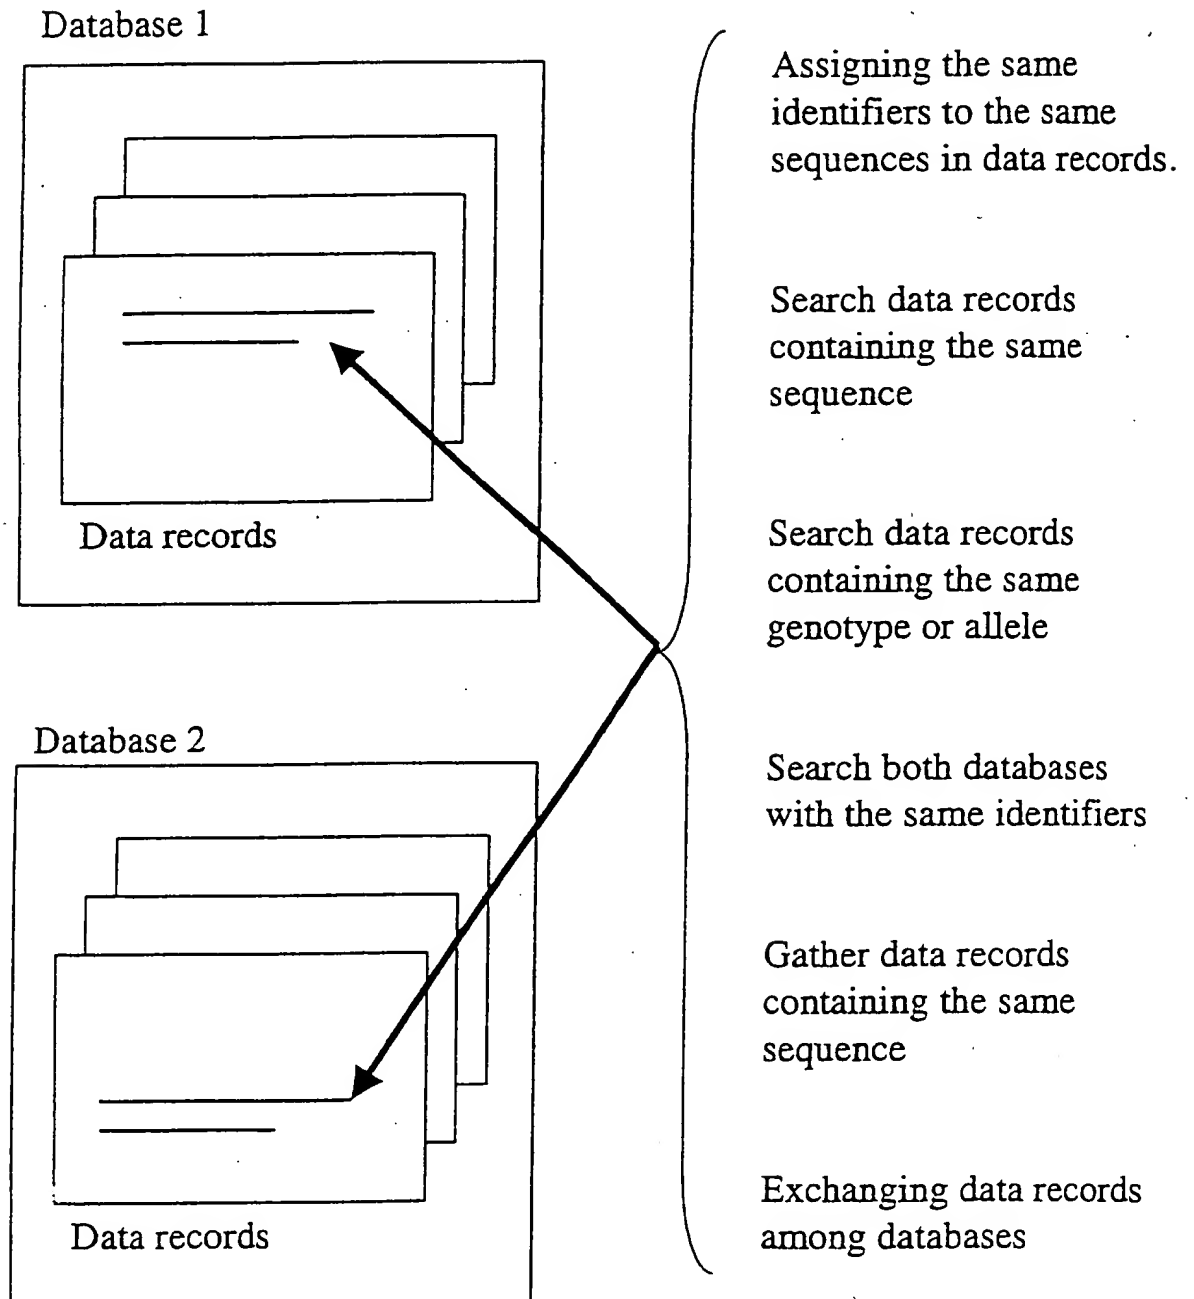 Database 1
Data records
Database 2
Data records
Assigning the same
identifiers to the same
sequences in data records.
Search data records
containing the same
sequence
Search data records
containing the same
genotype or allele
Search both databases
with the same identifiers
Gather data records
containing the same
sequence
Exchanging data records
among databases